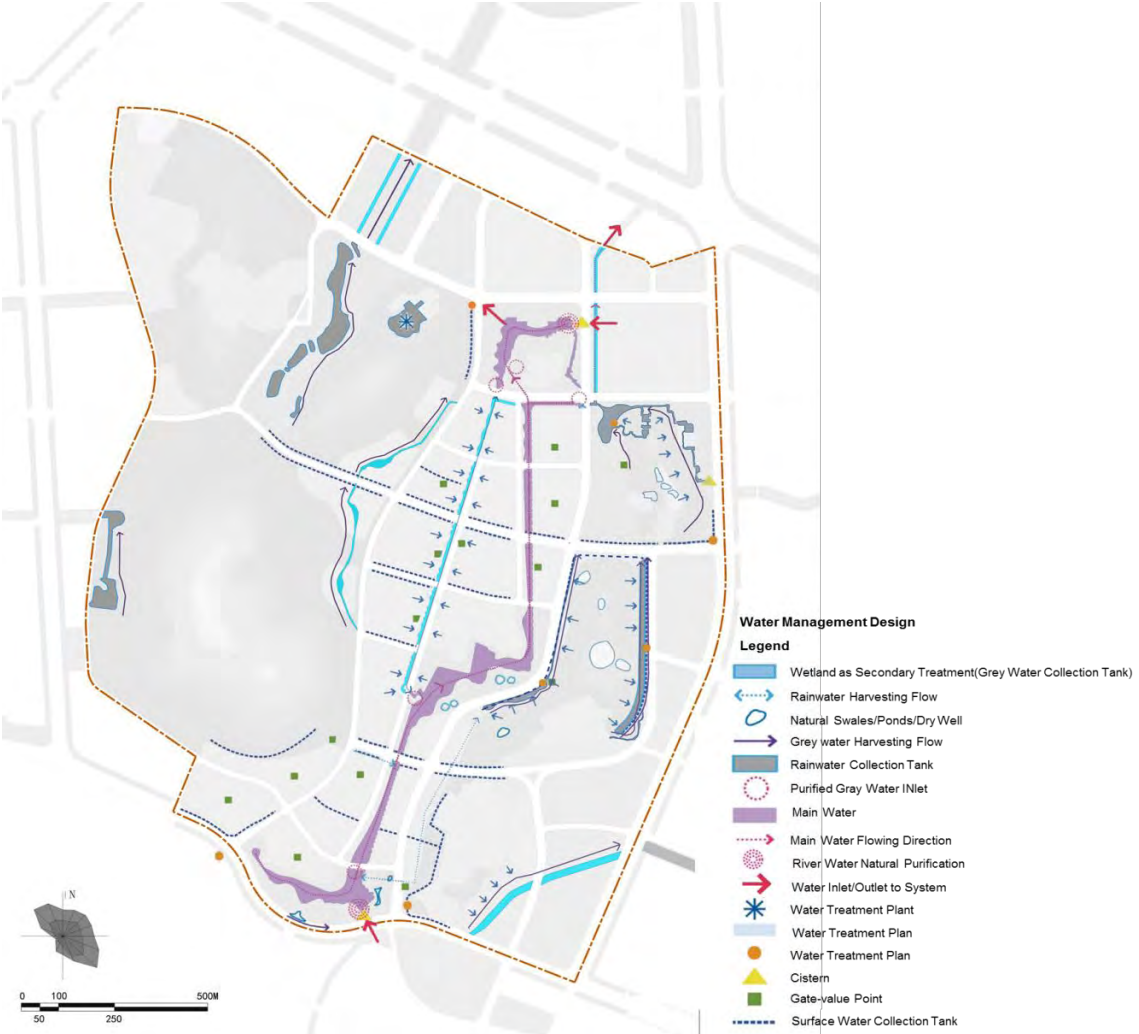 Water Management Design
Legend
Wetland as Secondary Treatment(Grey Water Collection Tank)
Rainwater Harvesting Flow
Natural Swales/Ponds/Dry Well
Grey water Harvesting Flow
Rainwater Collection Tank
Purified Gray Water INlet
Main Water
Main Water Flowing Direction
River Water Natural Purification
Water Inlet/Outlet to System
Water Treatment Plant
Water Treatment Plan
Water Treatment Plan
Cistern
Gate-value Point
Surface Water Collection Tank
N
0 100 500M
50 250